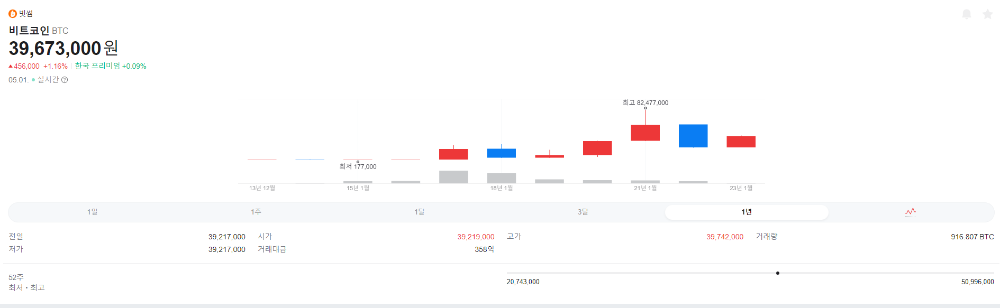 빗썸
비트코인 BTC
39,673,000원
▲456,000 +1.16% 한국 프리미엄 +0.09%
05.01. 실시간 ?
최고 82,477,000
최저 177,000
13년 12월 15년 1월 18년 1월 21년 1월 23년 1월
1일 1주 1달 3달 1년
전일 39,217,000 시가 39,219,000 고가 39,742,000 거래량 916.807 BTC
저가 39,217,000 거래대금 358억
52주
최저・최고
20,743,000 50,996,000